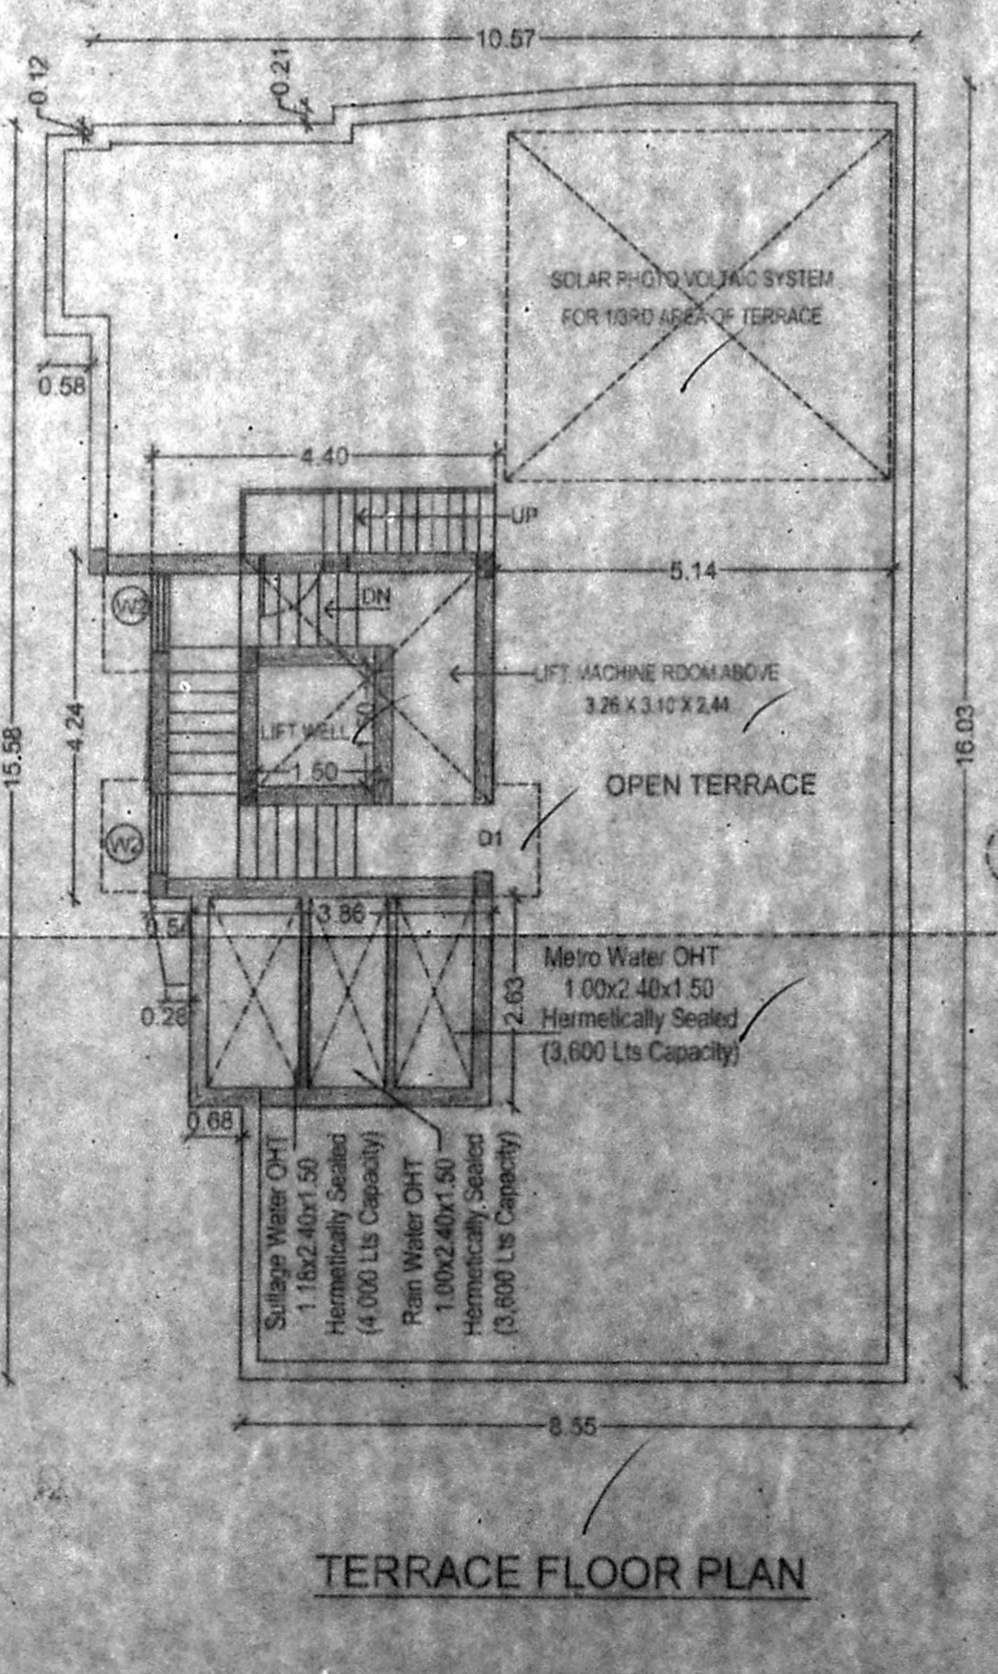 10.57
0.12
0.21
SOLAR PHOTO VOLTAIC SYSTEM
FOR 1/3RD AREA OF TERRACE
0.58
4.40
UP
5.14
W2
DN
LIFT MACHINE ROOM ABOVE
3.26 X 3.10 X 2.44
LIFT WELL
1.50
4.24
15.58
16.03
OPEN TERRACE
W2
D1
3.86
0.28
2.63
Metro Water OHT
1.00x2.40x1.50
Hermetically Sealed
(3,600 Lts Capacity)
0.68
Sullage Water OHT
1.18x2.40x1.50
Hermetically Sealed
(4,000 Lts Capacity)
Rain Water OHT
1.00x2.40x1.50
Hermetically Sealed
(3,600 Lts Capacity)
8.55
TERRACE FLOOR PLAN